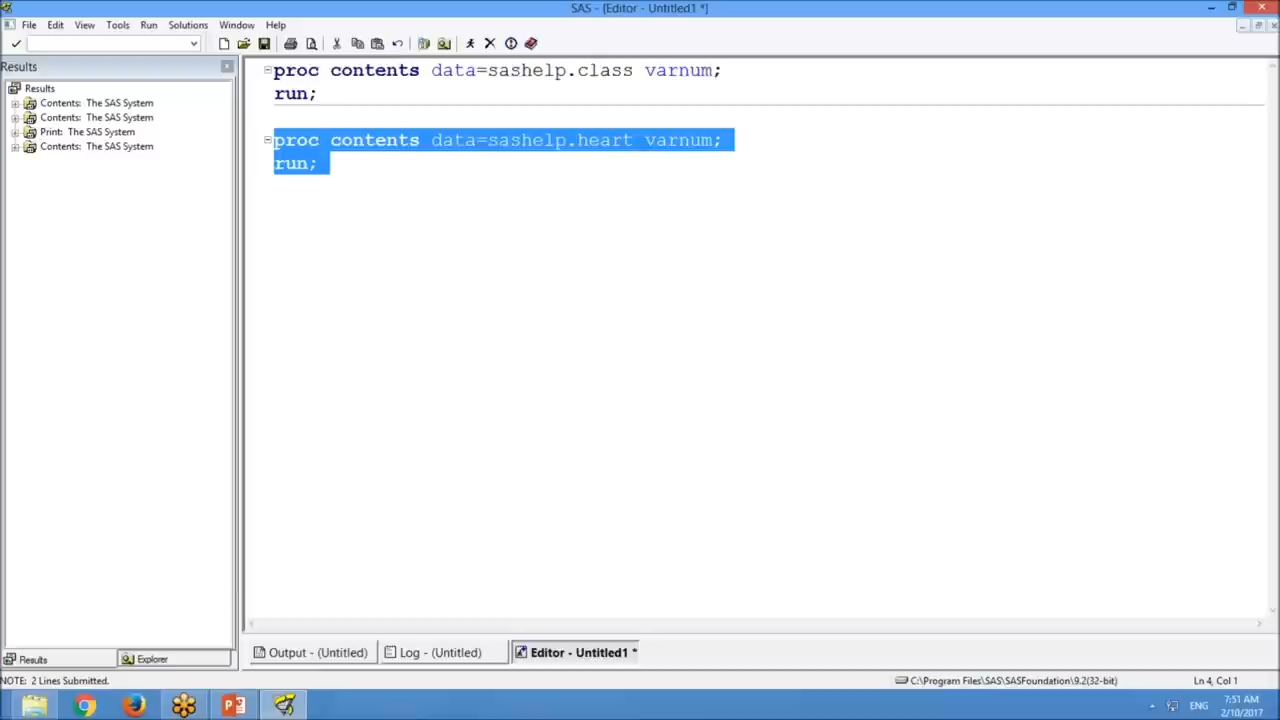 SAS - [Editor - Untitled1 *]
File Edit View Tools Run Solutions Window Help
Results
Results
Contents: The SAS System
Contents: The SAS System
Print: The SAS System
Contents: The SAS System
proc contents data=sashelp.class varnum;
run;
proc contents data=sashelp.heart varnum;
run;
Results Explorer
Output - (Untitled) Log - (Untitled) Editor - Untitled1 *
NOTE: 2 Lines Submitted. C:\Program Files\SAS\SASFoundation\9.2(32-bit) Ln 4, Col 1
ENG 7:51 AM
2/10/2017